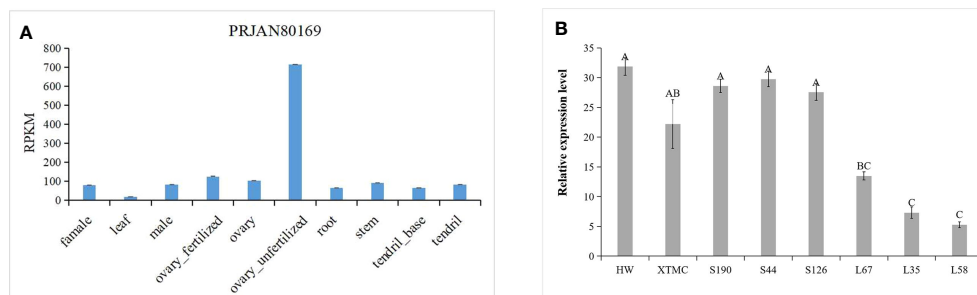 A
PRJAN80169
RPKM
800
700
600
500
400
300
200
100
0
famale
leaf
male
ovary_fertilized
ovary
ovary_unfertilized
root
stem
tendril_base
tendril
B
Relative expression level
35
30
25
20
15
10
5
0
A
AB
A
A
A
BC
C
C
HW
XTMC
S190
S44
S126
L67
L35
L58